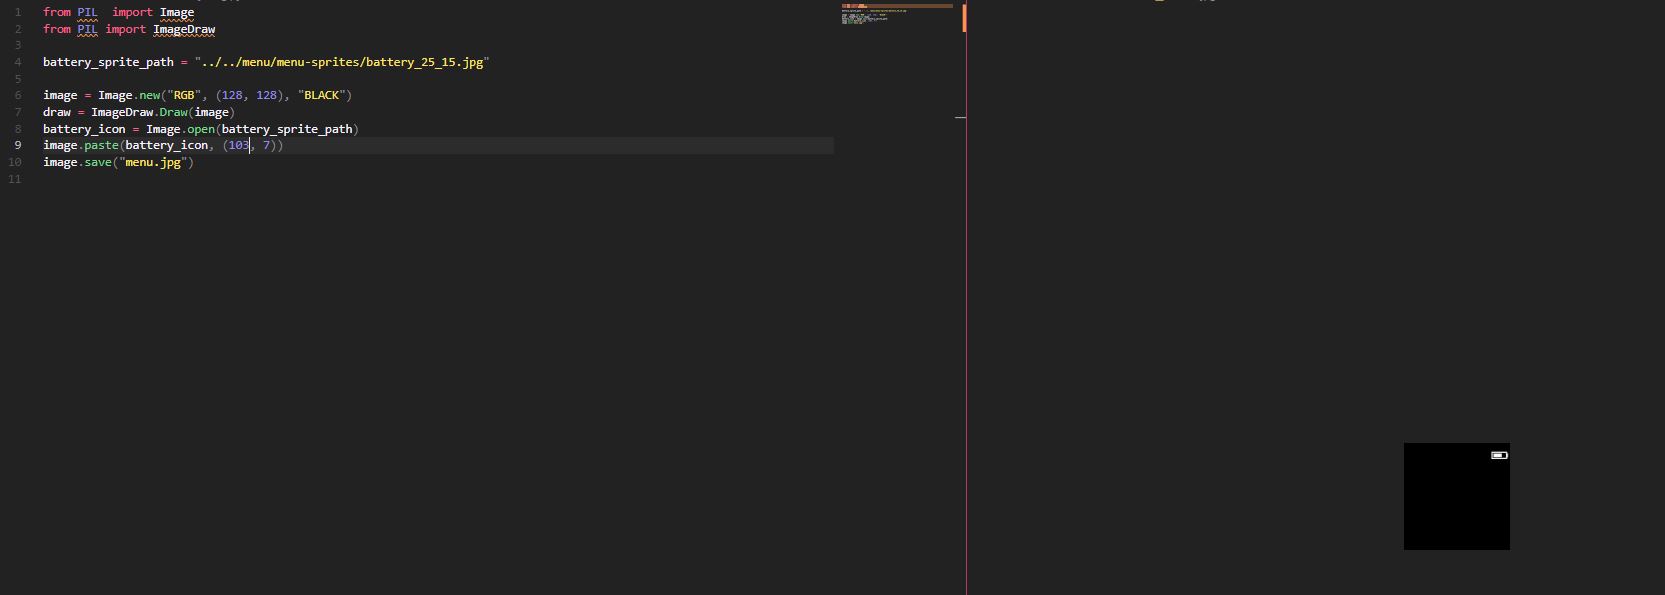 1 from PIL  import Image
2 from PIL import ImageDraw
3
4 battery_sprite_path = "../../menu/menu-sprites/battery_25_15.jpg"
5
6 image = Image.new("RGB", (128, 128), "BLACK")
7 draw = ImageDraw.Draw(image)
8 battery_icon = Image.open(battery_sprite_path)
9 image.paste(battery_icon, (103, 7))
10 image.save("menu.jpg")
11